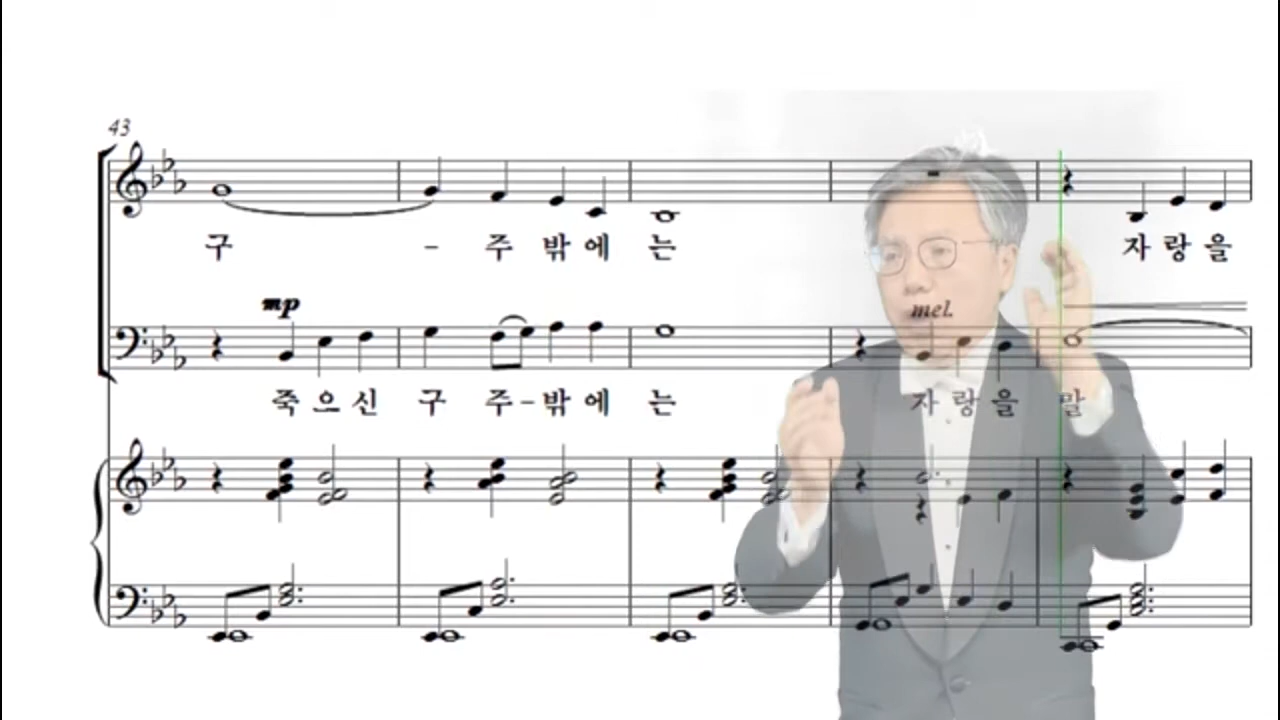 43
구 - 주 밖에 는 자 랑 을
mp
mel.
죽 으 신 구 주 - 밖 에 는 자 랑 을 말